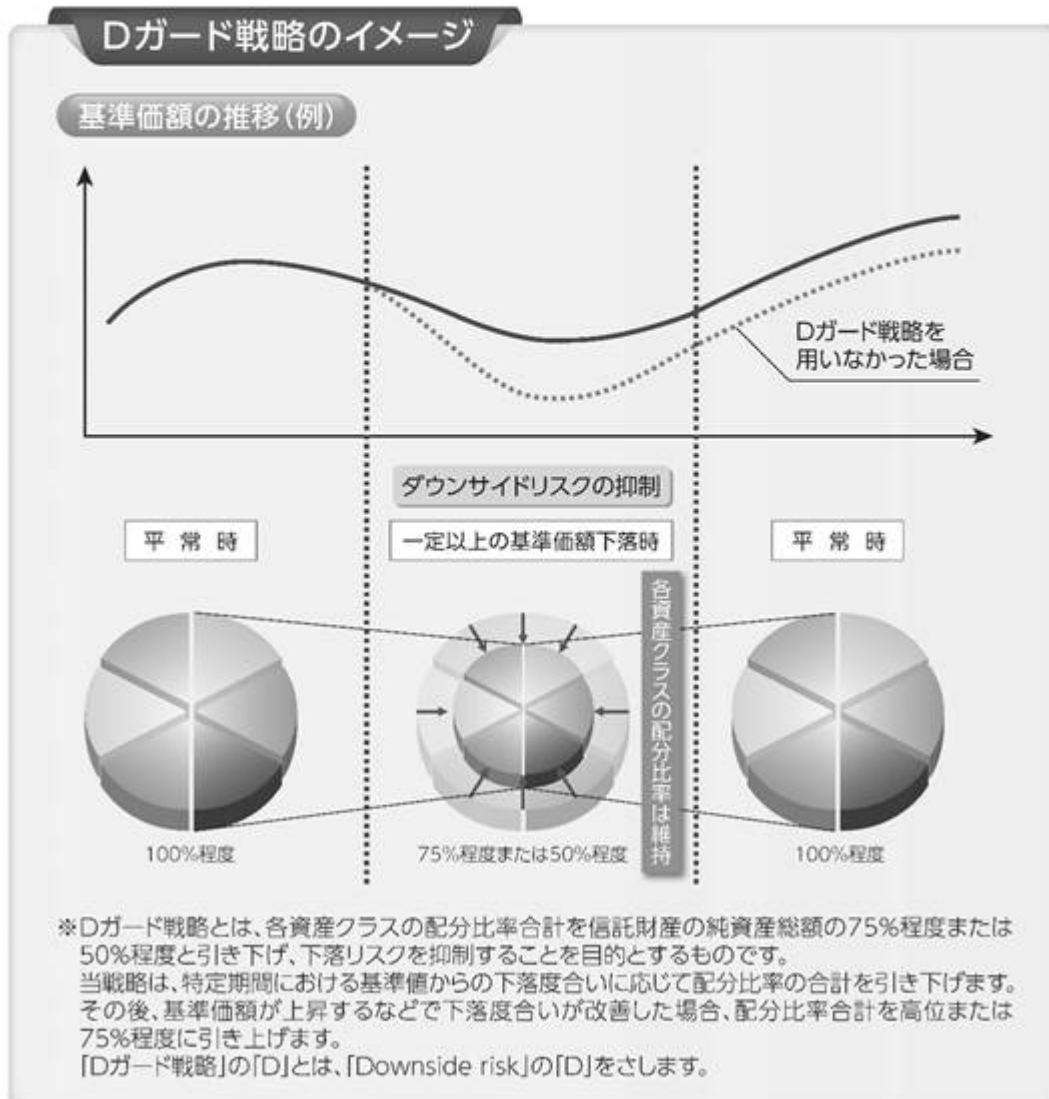 Dガード戦略のイメージ
基準価額の推移(例)
Dガード戦略を
用いなかった場合
ダウンサイドリスクの抑制
平 常 時
一定以上の基準価額下落時
平 常 時
各資産クラスの配分比率は維持
100%程度
75%程度または50%程度
100%程度
※Dガード戦略とは、各資産クラスの配分比率合計を信託財産の純資産総額の75%程度または
50%程度と引き下げ、下落リスクを抑制することを目的とするものです。
当戦略は、特定期間における基準値からの下落度合いに応じて配分比率の合計を引き下げます。
その後、基準価額が上昇するなどで下落度合いが改善した場合、配分比率合計を高位または
75%程度に引き上げます。
「Dガード戦略」の「D」とは、「Downside risk」の「D」をさします。